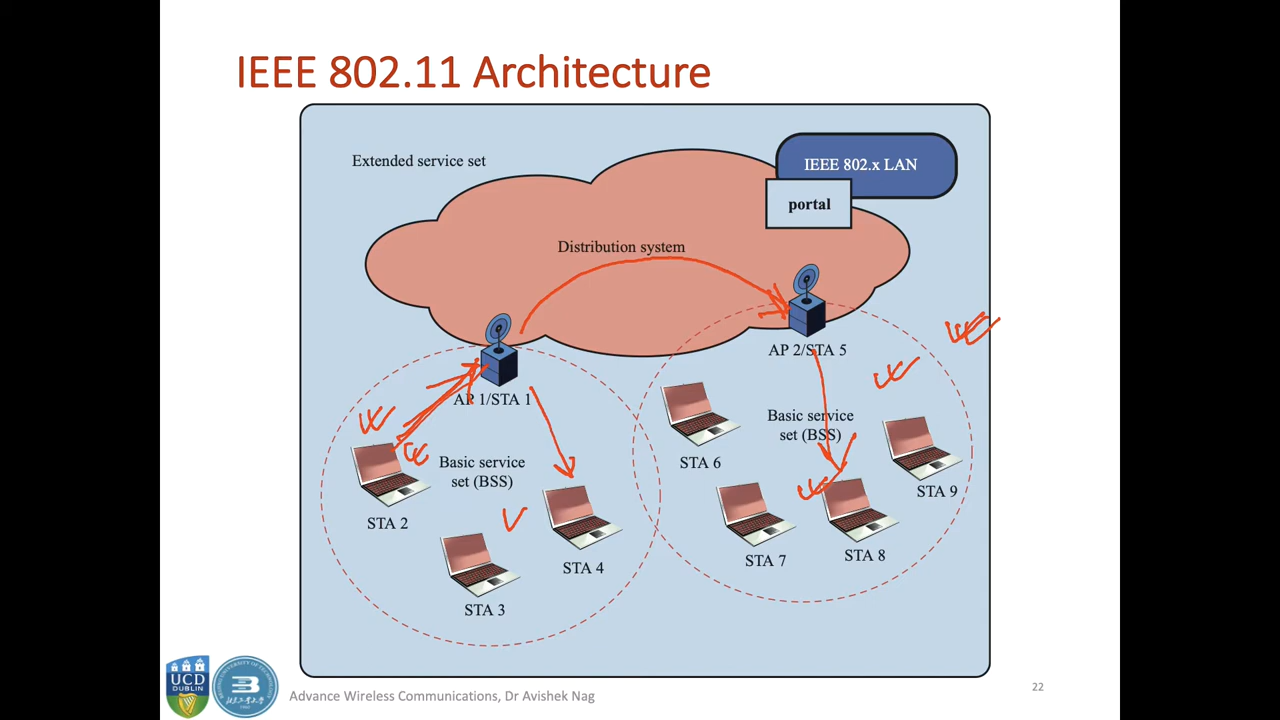 IEEE 802.11 Architecture
Extended service set
IEEE 802.x LAN
portal
Distribution system
AP 2/STA 5
AP 1/STA 1
Basic service
set (BSS)
STA 6
STA 9
Basic service
set (BSS)
STA 2
STA 7
STA 8
STA 4
STA 3
UCD
DUBLIN
Advance Wireless Communications, Dr Avishek Nag
22